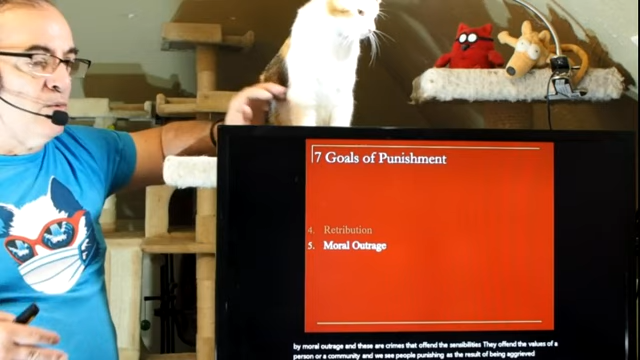 7 Goals of Punishment
4. Retribution
5. Moral Outrage
by moral outrage and these are crimes that offend the sensibilities They offend the values of a
person or a community and we see people punishing as the result of being aggrieved